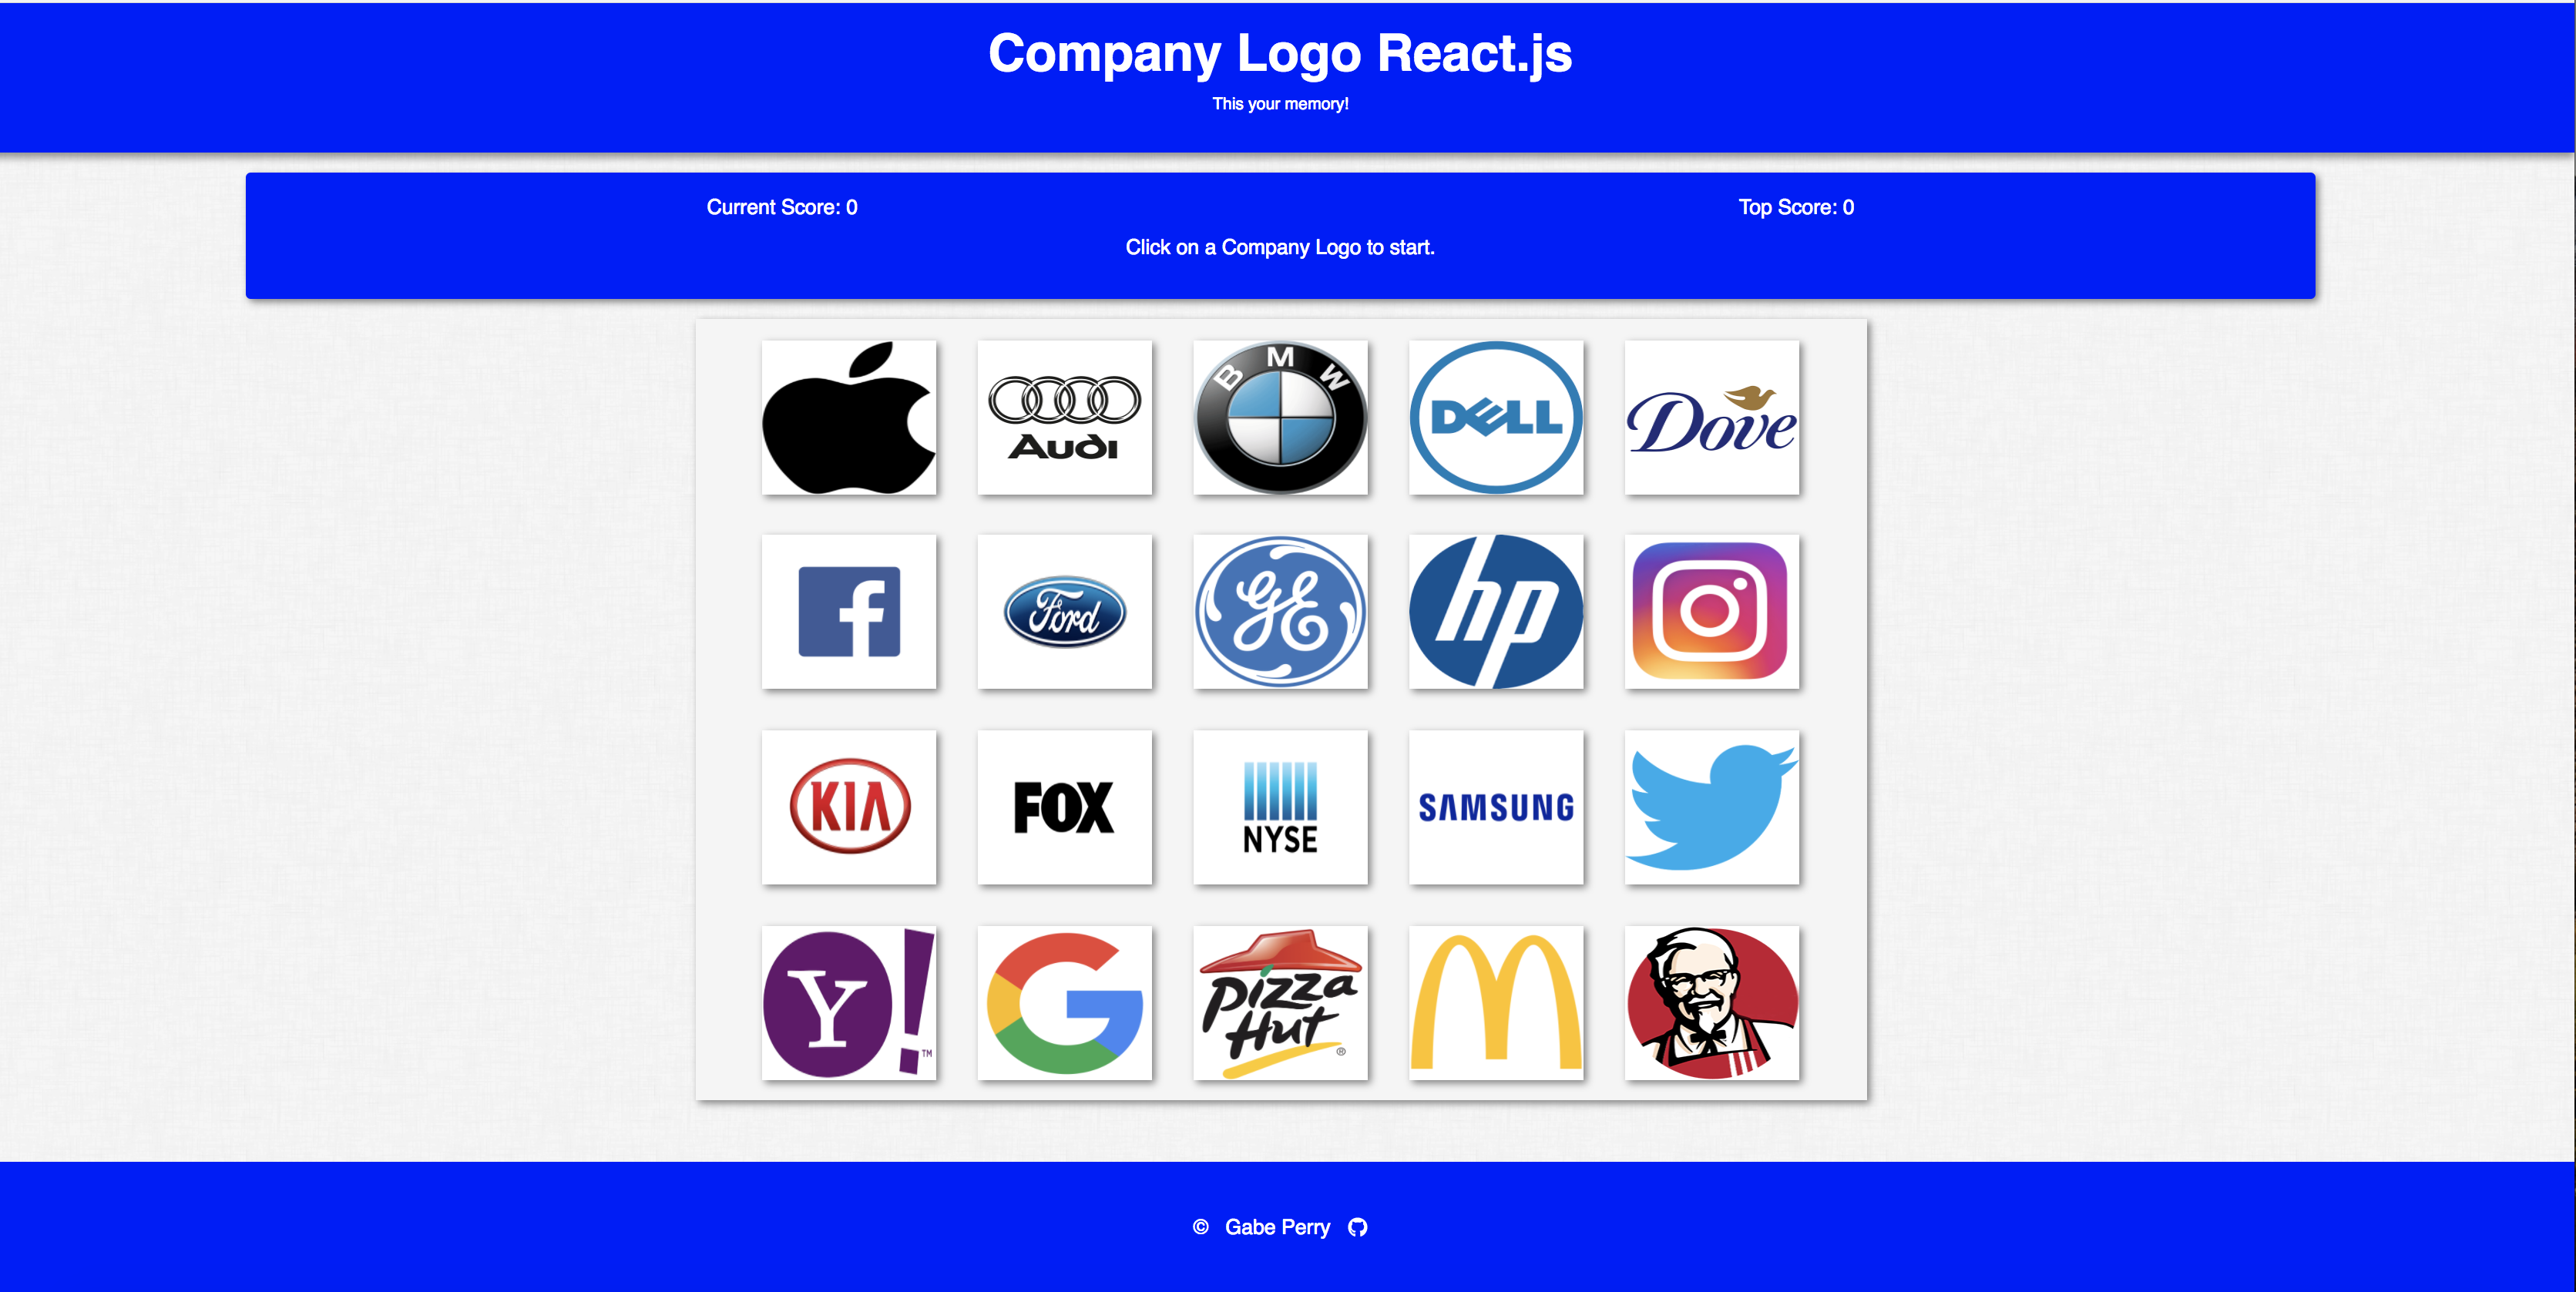 Company Logo React.js
This your memory!
Current Score: 0
Top Score: 0
Click on a Company Logo to start.
Audi
BMW
DELL
Dove
f
Ford
GE
hp
KIA
FOX
NYSE
SAMSUNG
Y! TM
G
Pizza
Hut ®
M
© Gabe Perry